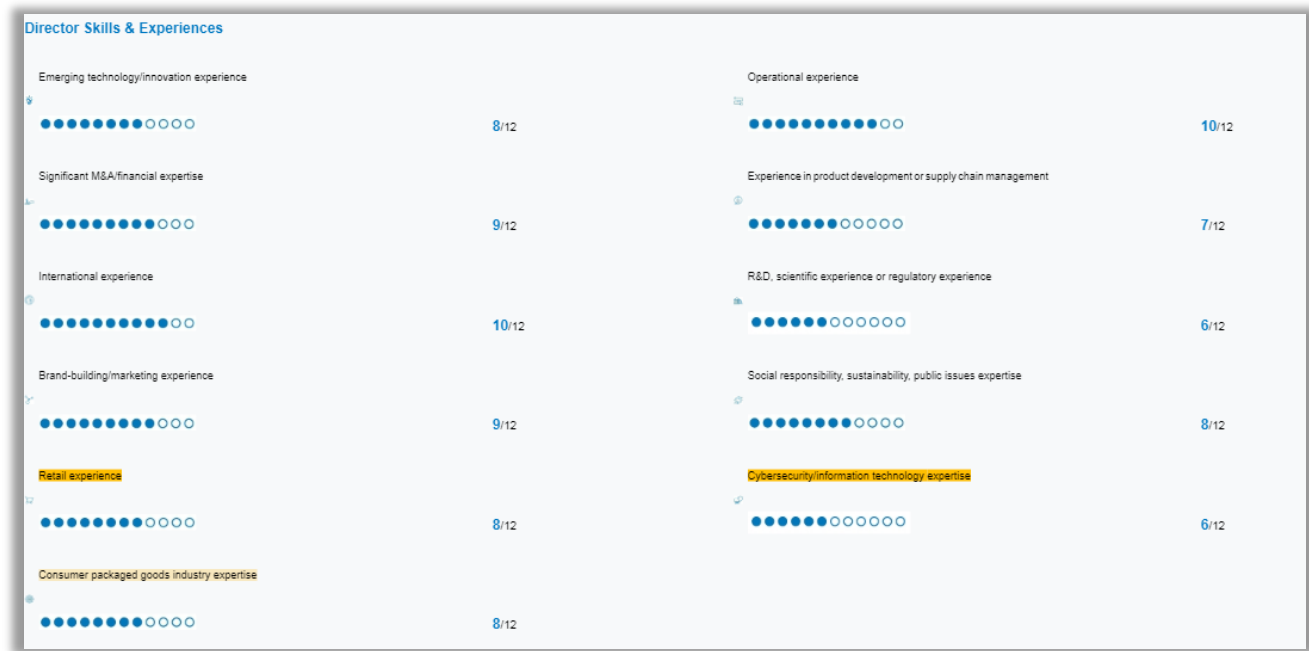 Director Skills & Experiences
Emerging technology/innovation experience
8/12
Significant M&A/financial expertise
9/12
International experience
10/12
Brand-building/marketing experience
9/12
Retail experience
8/12
Consumer packaged goods industry expertise
8/12
Operational experience
10/12
Experience in product development or supply chain management
7/12
R&D, scientific experience or regulatory experience
6/12
Social responsibility, sustainability, public issues expertise
8/12
Cybersecurity/information technology expertise
6/12